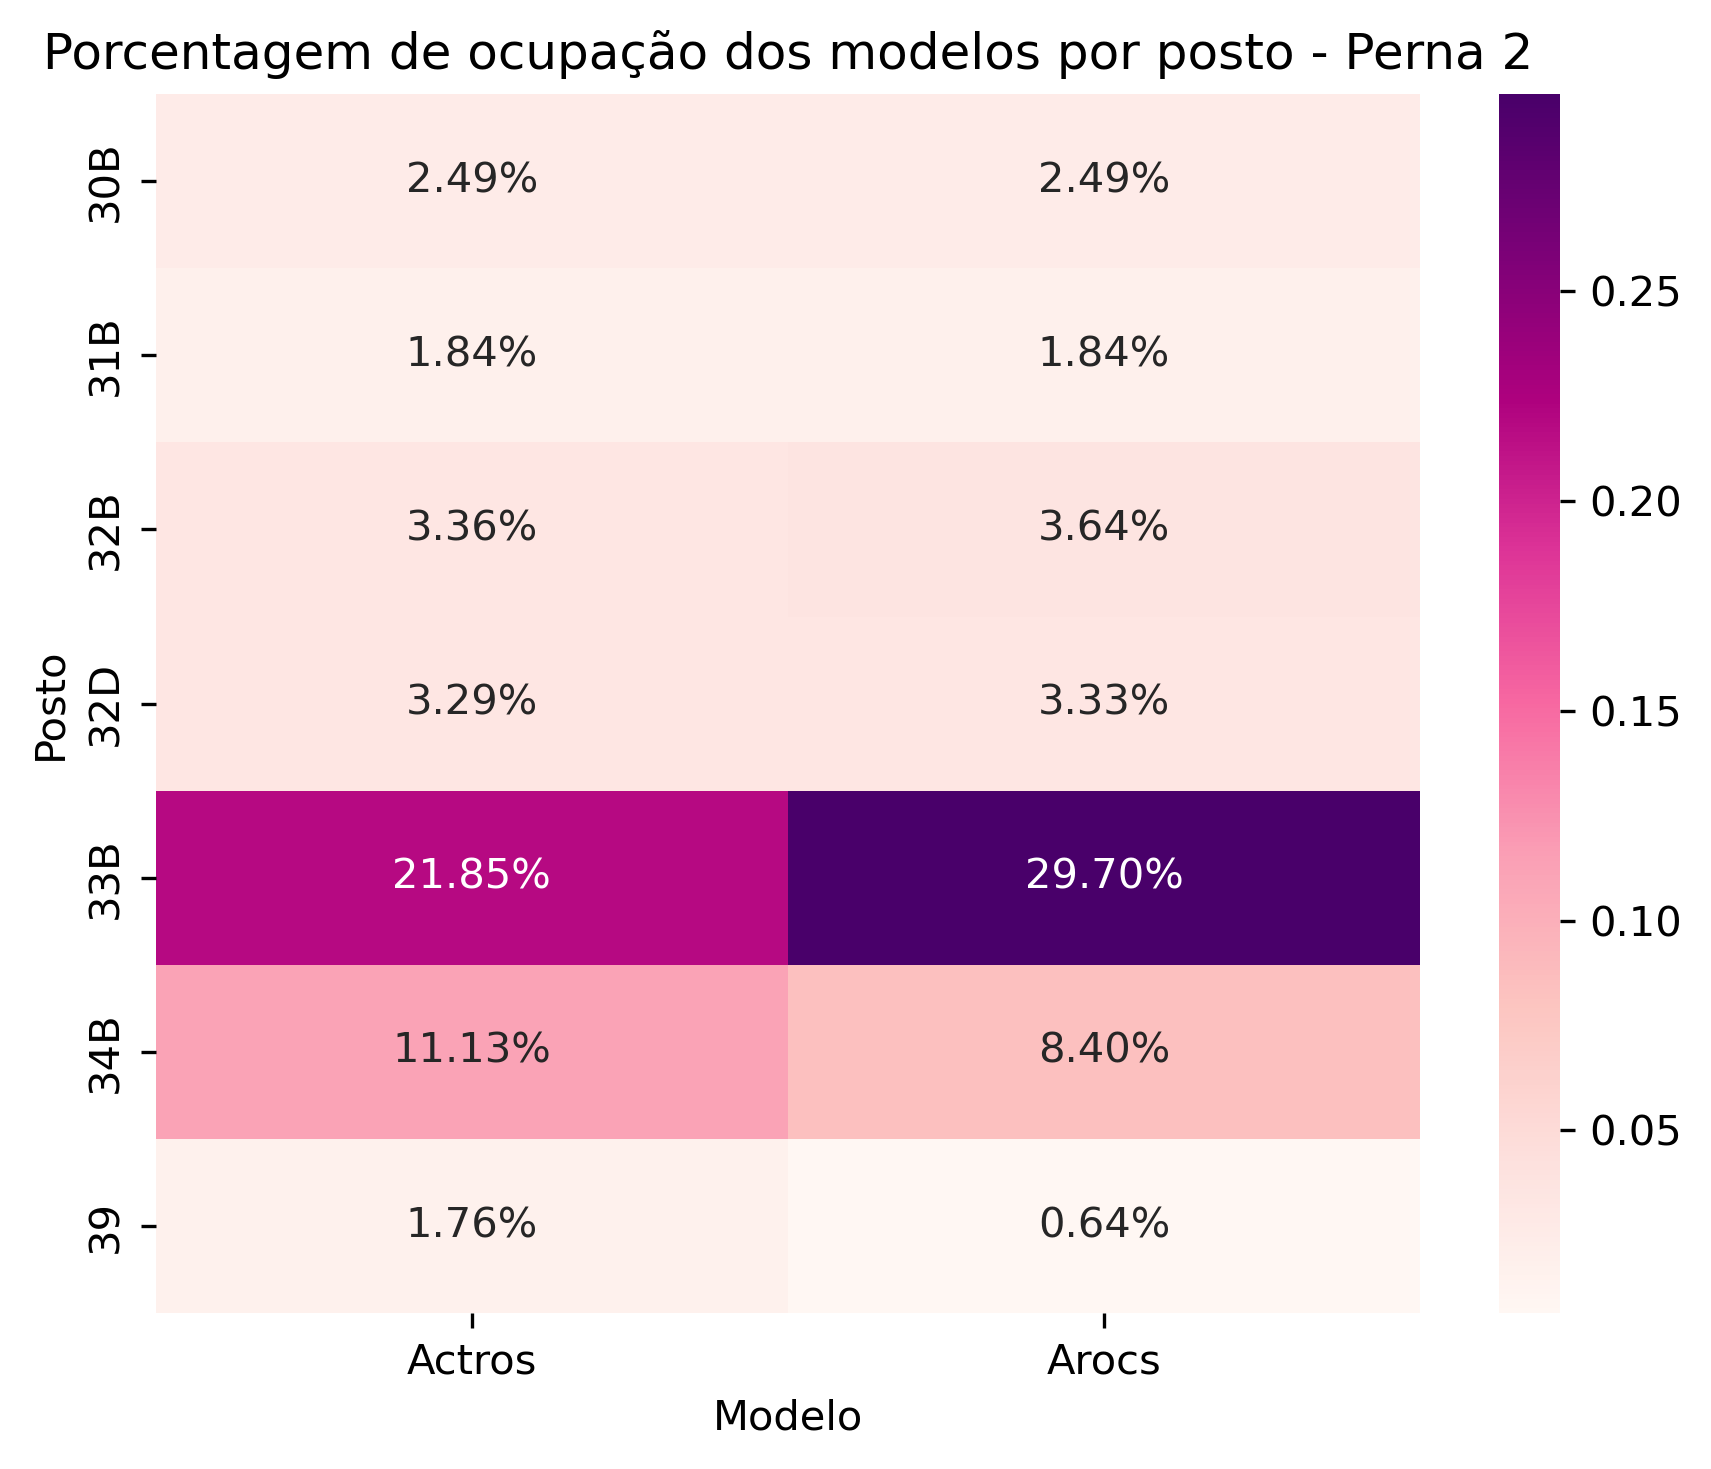 Porcentagem de ocupação dos modelos por posto - Perna 2
Posto
30B
2.49%
2.49%
31B
1.84%
1.84%
32B
3.36%
3.64%
32D
3.29%
3.33%
33B
21.85%
29.70%
34B
11.13%
8.40%
39
1.76%
0.64%
Actros
Arocs
Modelo
0.25
0.20
0.15
0.10
0.05